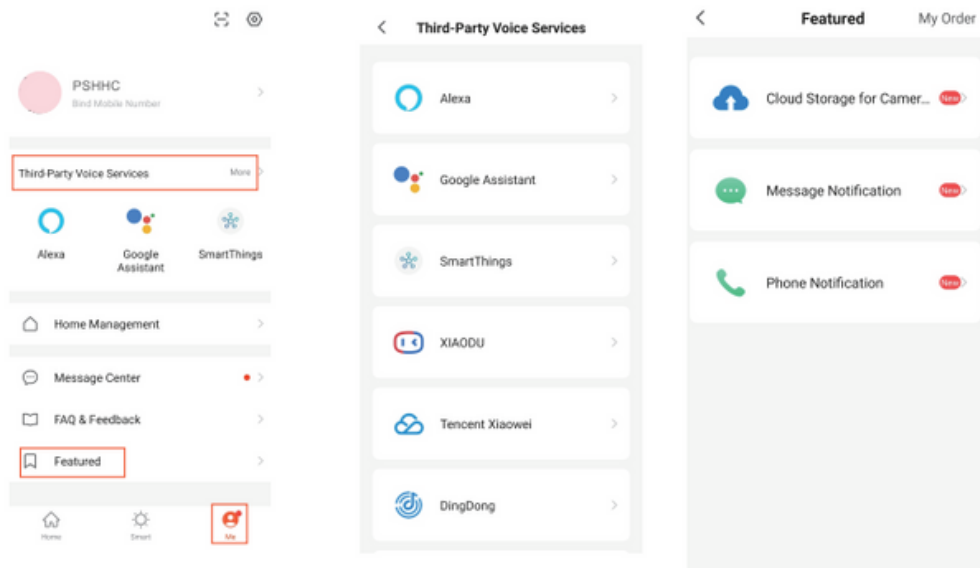 PSHHC
Bind Mobile Number
Third-Party Voice Services
More
Alexa
Google
Assistant
SmartThings
Home Management
Message Center
FAQ & Feedback
Featured
Home
Smart
Me
Third-Party Voice Services
Alexa
Google Assistant
SmartThings
XIAODU
Tencent Xiaowei
DingDong
Featured
My Order
Cloud Storage for Camer...
New
Message Notification
New
Phone Notification
New